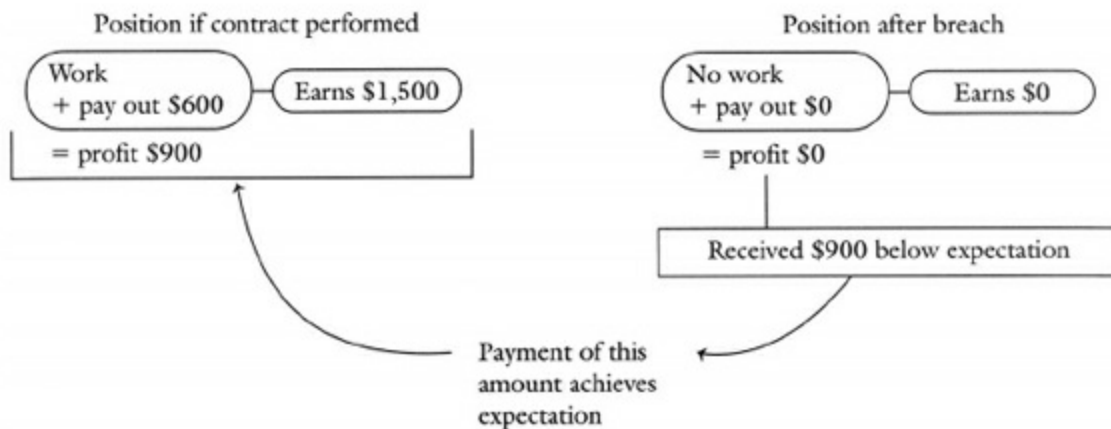 Position if contract performed
Work
+ pay out $600
Earns $1,500
= profit $900
Position after breach
No work
+ pay out $0
Earns $0
= profit $0
Received $900 below expectation
Payment of this
amount achieves
expectation